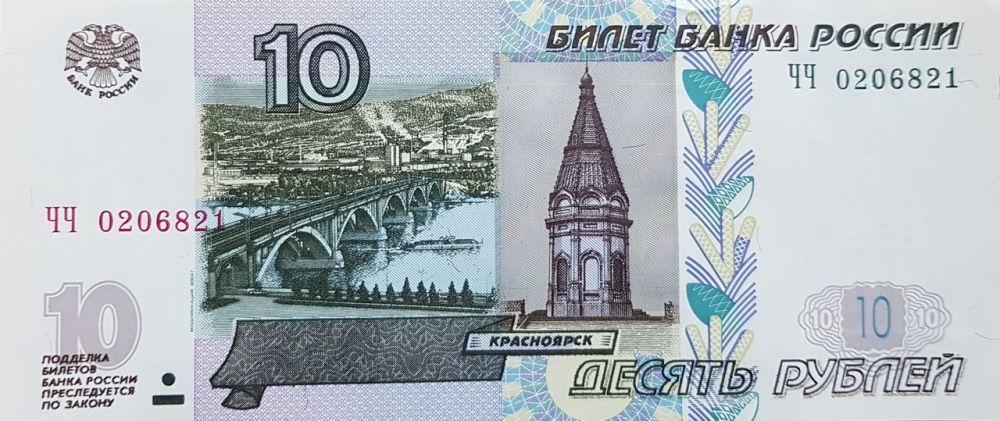 БАНК РОССИИ
10
БИЛЕТ БАНКА РОССИИ
ЧЧ 0206821
ЧЧ 0206821
10
ПОДДЕЛКА
БИЛЕТОВ
БАНКА РОССИИ
ПРЕСЛЕДУЕТСЯ
ПО ЗАКОНУ
КРАСНОЯРСК
10 10 10
ДЕСЯТЬ РУБЛЕЙ